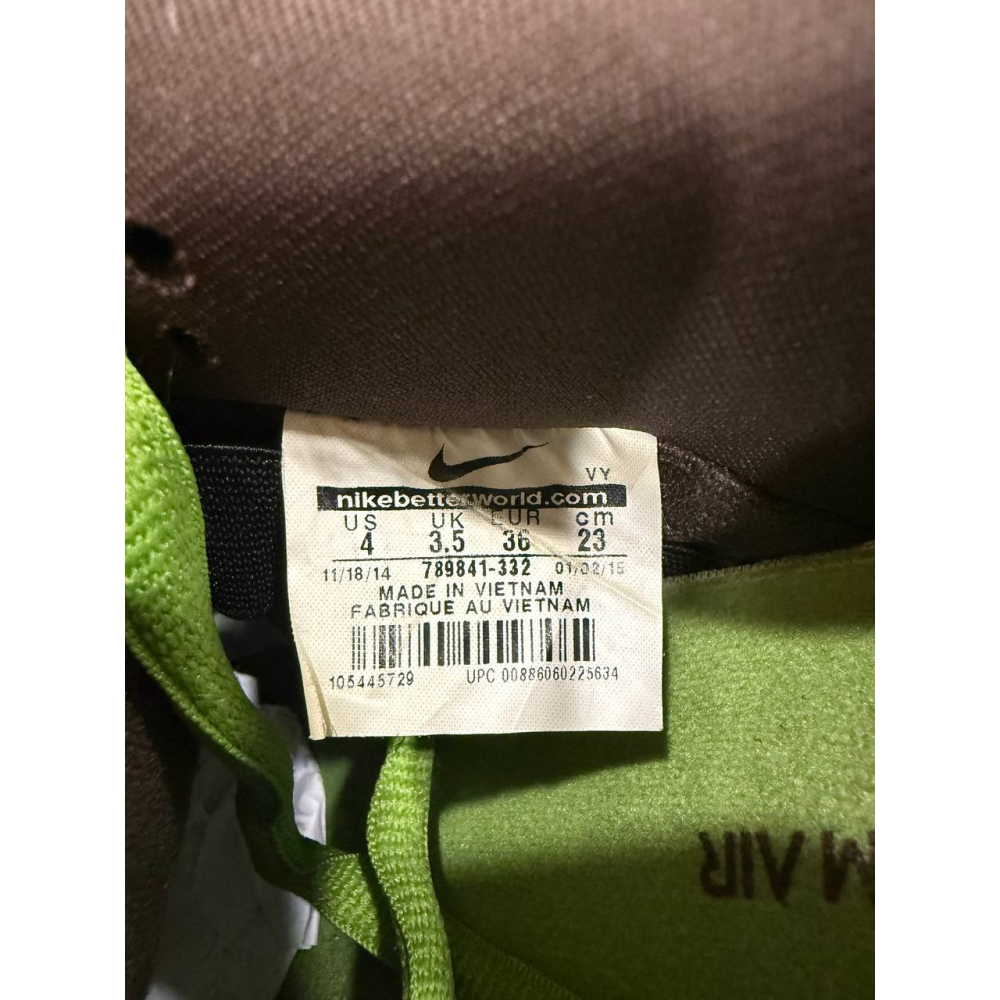 VY
nikebetterworld.com
US UK EUR cm
4 3.5 36 23
11/18/14 789841-332 01/02/15
MADE IN VIETNAM
FABRIQUE AU VIETNAM
105445729 UPC 00886060225634
M AIR